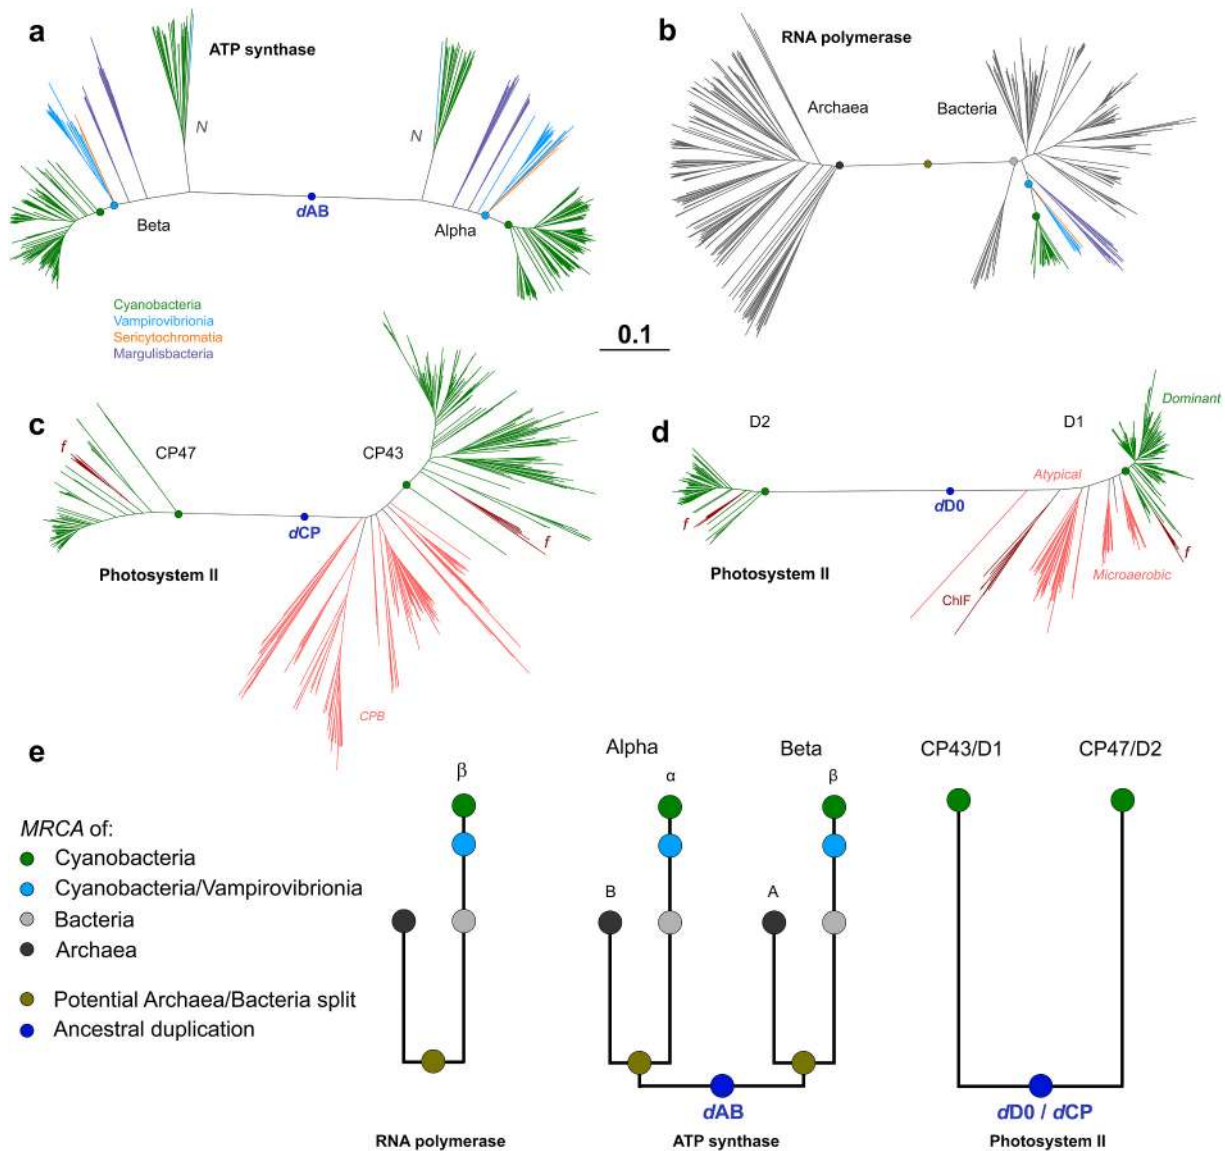 a
ATP synthase
N
N
dAB
Beta
Alpha
Cyanobacteria
Vampirovibrionia
Sericytochromatia
Margulisbacteria
b
RNA polymerase
Archaea
Bacteria
0.1
c
CP47
CP43
f
dCP
f
Photosystem II
CPB
d
D2
D1
Dominant
Atypical
dD0
f
f
Photosystem II
ChlF
Microaerobic
e
MRCA of:
Cyanobacteria
Cyanobacteria/Vampirovibrionia
Bacteria
Archaea
Potential Archaea/Bacteria split
Ancestral duplication
β
RNA polymerase
Alpha
Beta
α
β
B
A
dAB
ATP synthase
CP43/D1
CP47/D2
dD0 / dCP
Photosystem II